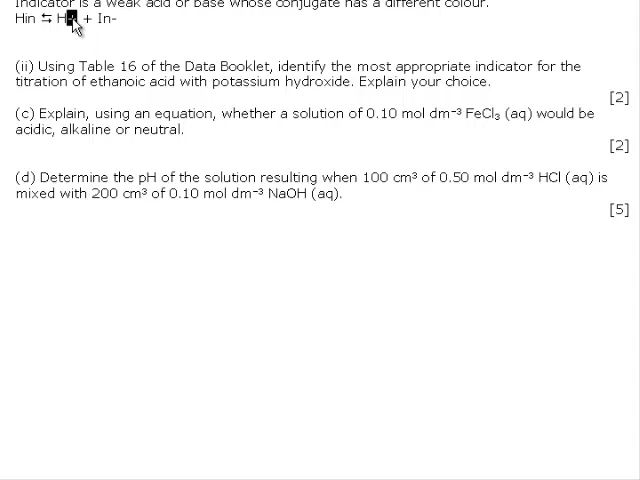 Indicator is a weak acid or base whose conjugate has a different colour.
Hin ⇆ H + In-
(ii) Using Table 16 of the Data Booklet, identify the most appropriate indicator for the
titration of ethanoic acid with potassium hydroxide. Explain your choice.
[2]
(c) Explain, using an equation, whether a solution of 0.10 mol dm⁻³ FeCl₃ (aq) would be
acidic, alkaline or neutral.
[2]
(d) Determine the pH of the solution resulting when 100 cm³ of 0.50 mol dm⁻³ HCl (aq) is
mixed with 200 cm³ of 0.10 mol dm⁻³ NaOH (aq).
[5]